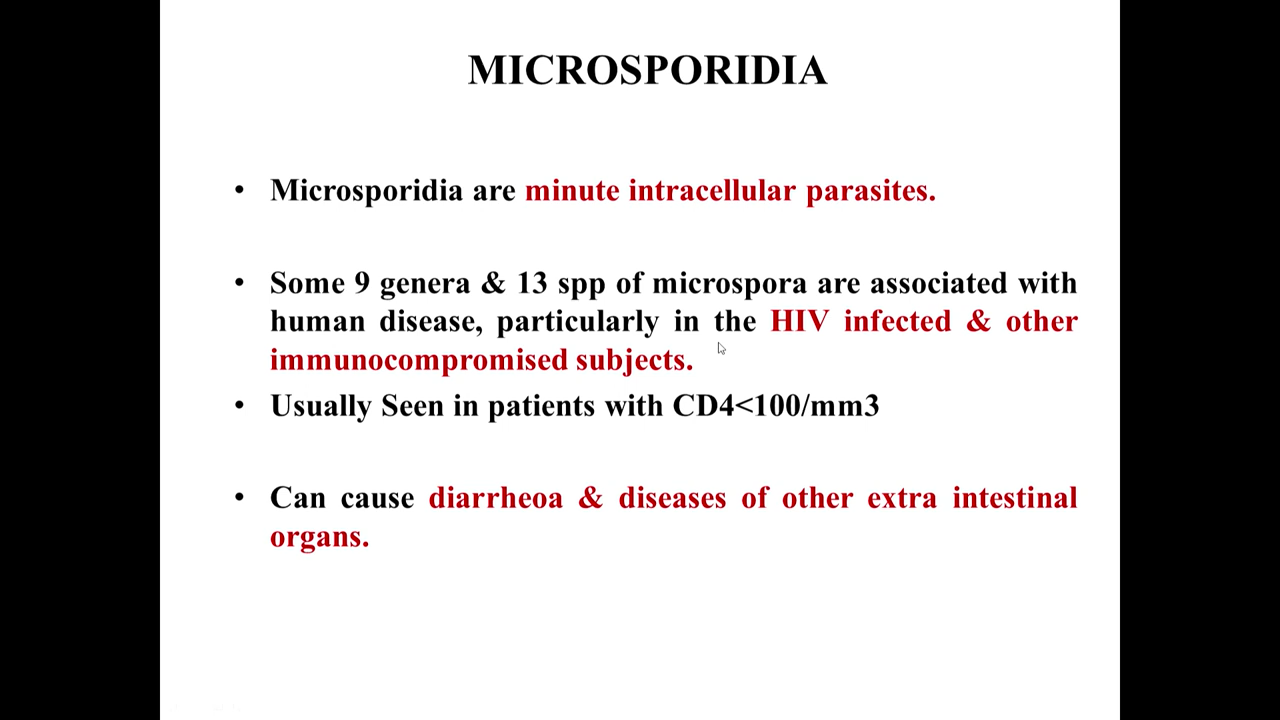 MICROSPORIDIA
• Microsporidia are minute intracellular parasites.
• Some 9 genera & 13 spp of microspora are associated with
human disease, particularly in the HIV infected & other
immunocompromised subjects.
• Usually Seen in patients with CD4<100/mm3
• Can cause diarrheoa & diseases of other extra intestinal
organs.